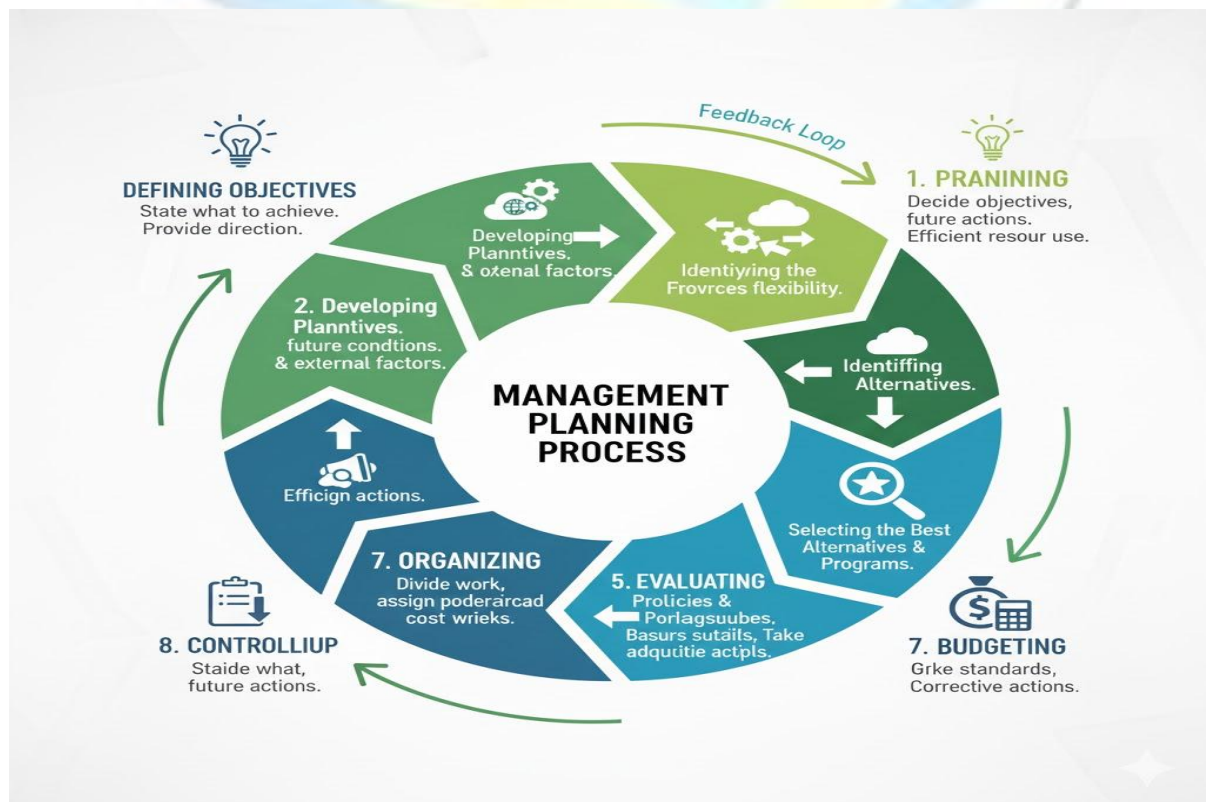 Feedback Loop
DEFINING OBJECTIVES
State what to achieve.
Provide direction.
1. PRANINING
Decide objectives,
future actions.
Efficient resour use.
Developing
Planntives.
& oxenal factors.
Identiying the
Frovrces flexibility.
2. Developing
Planntives.
future condtions.
& external factors.
Identiffing
Alternatives.
MANAGEMENT
PLANNING
PROCESS
Efficign actions.
Selecting the Best
Alternatives &
Programs.
7. ORGANIZING
Divide work,
assign poderaircad
cost wrieks.
5. EVALUATING
Prolicies &
Porlagsuubes.
Basurs sutails, Take
adqutitie actpls.
8. CONTROLLIUP
Staide what,
future actions.
7. BUDGETING
Grke standards,
Corrective actions.